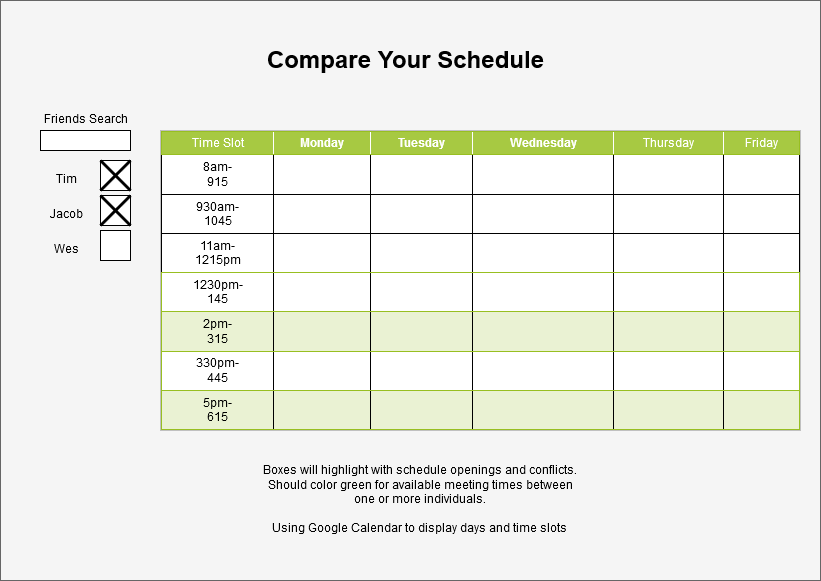 Compare Your Schedule
Friends Search
Tim
Jacob
Wes
Time Slot Monday Tuesday Wednesday Thursday Friday
8am-
915
930am-
1045
11am-
1215pm
1230pm-
145
2pm-
315
330pm-
445
5pm-
615
Boxes will highlight with schedule openings and conflicts.
Should color green for available meeting times between
one or more individuals.
Using Google Calendar to display days and time slots